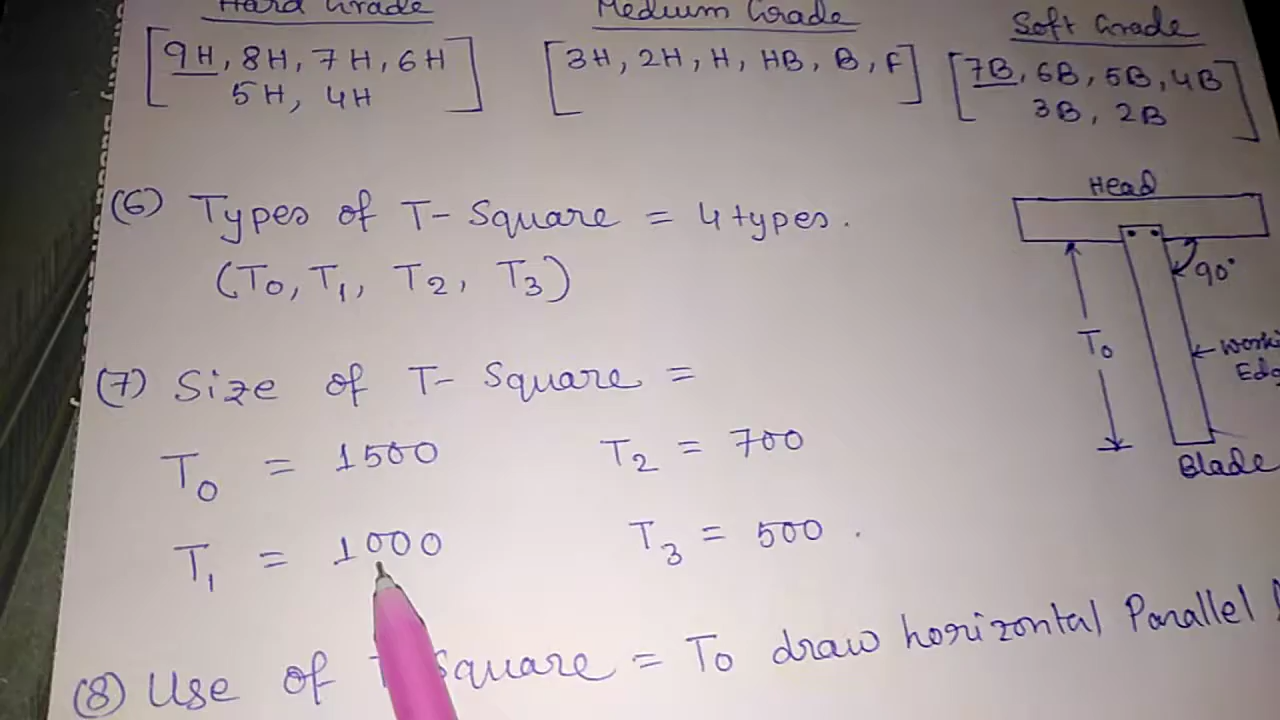 Hard Grade
Medium Grade
Soft Grade
[9H, 8H, 7H, 6H
5H, 4H]
[3H, 2H, H, HB, B, F]
[7B, 6B, 5B, 4B
3B, 2B]
(6) Types of T- Square = 4 types.
(T0, T1, T2, T3)
Head
90°
T0
Blade
(7) Size of T- Square =
T0 = 1500
T2 = 700
T1 = 1000
T3 = 500.
(8) Use of Square = To draw horizontal Parallel